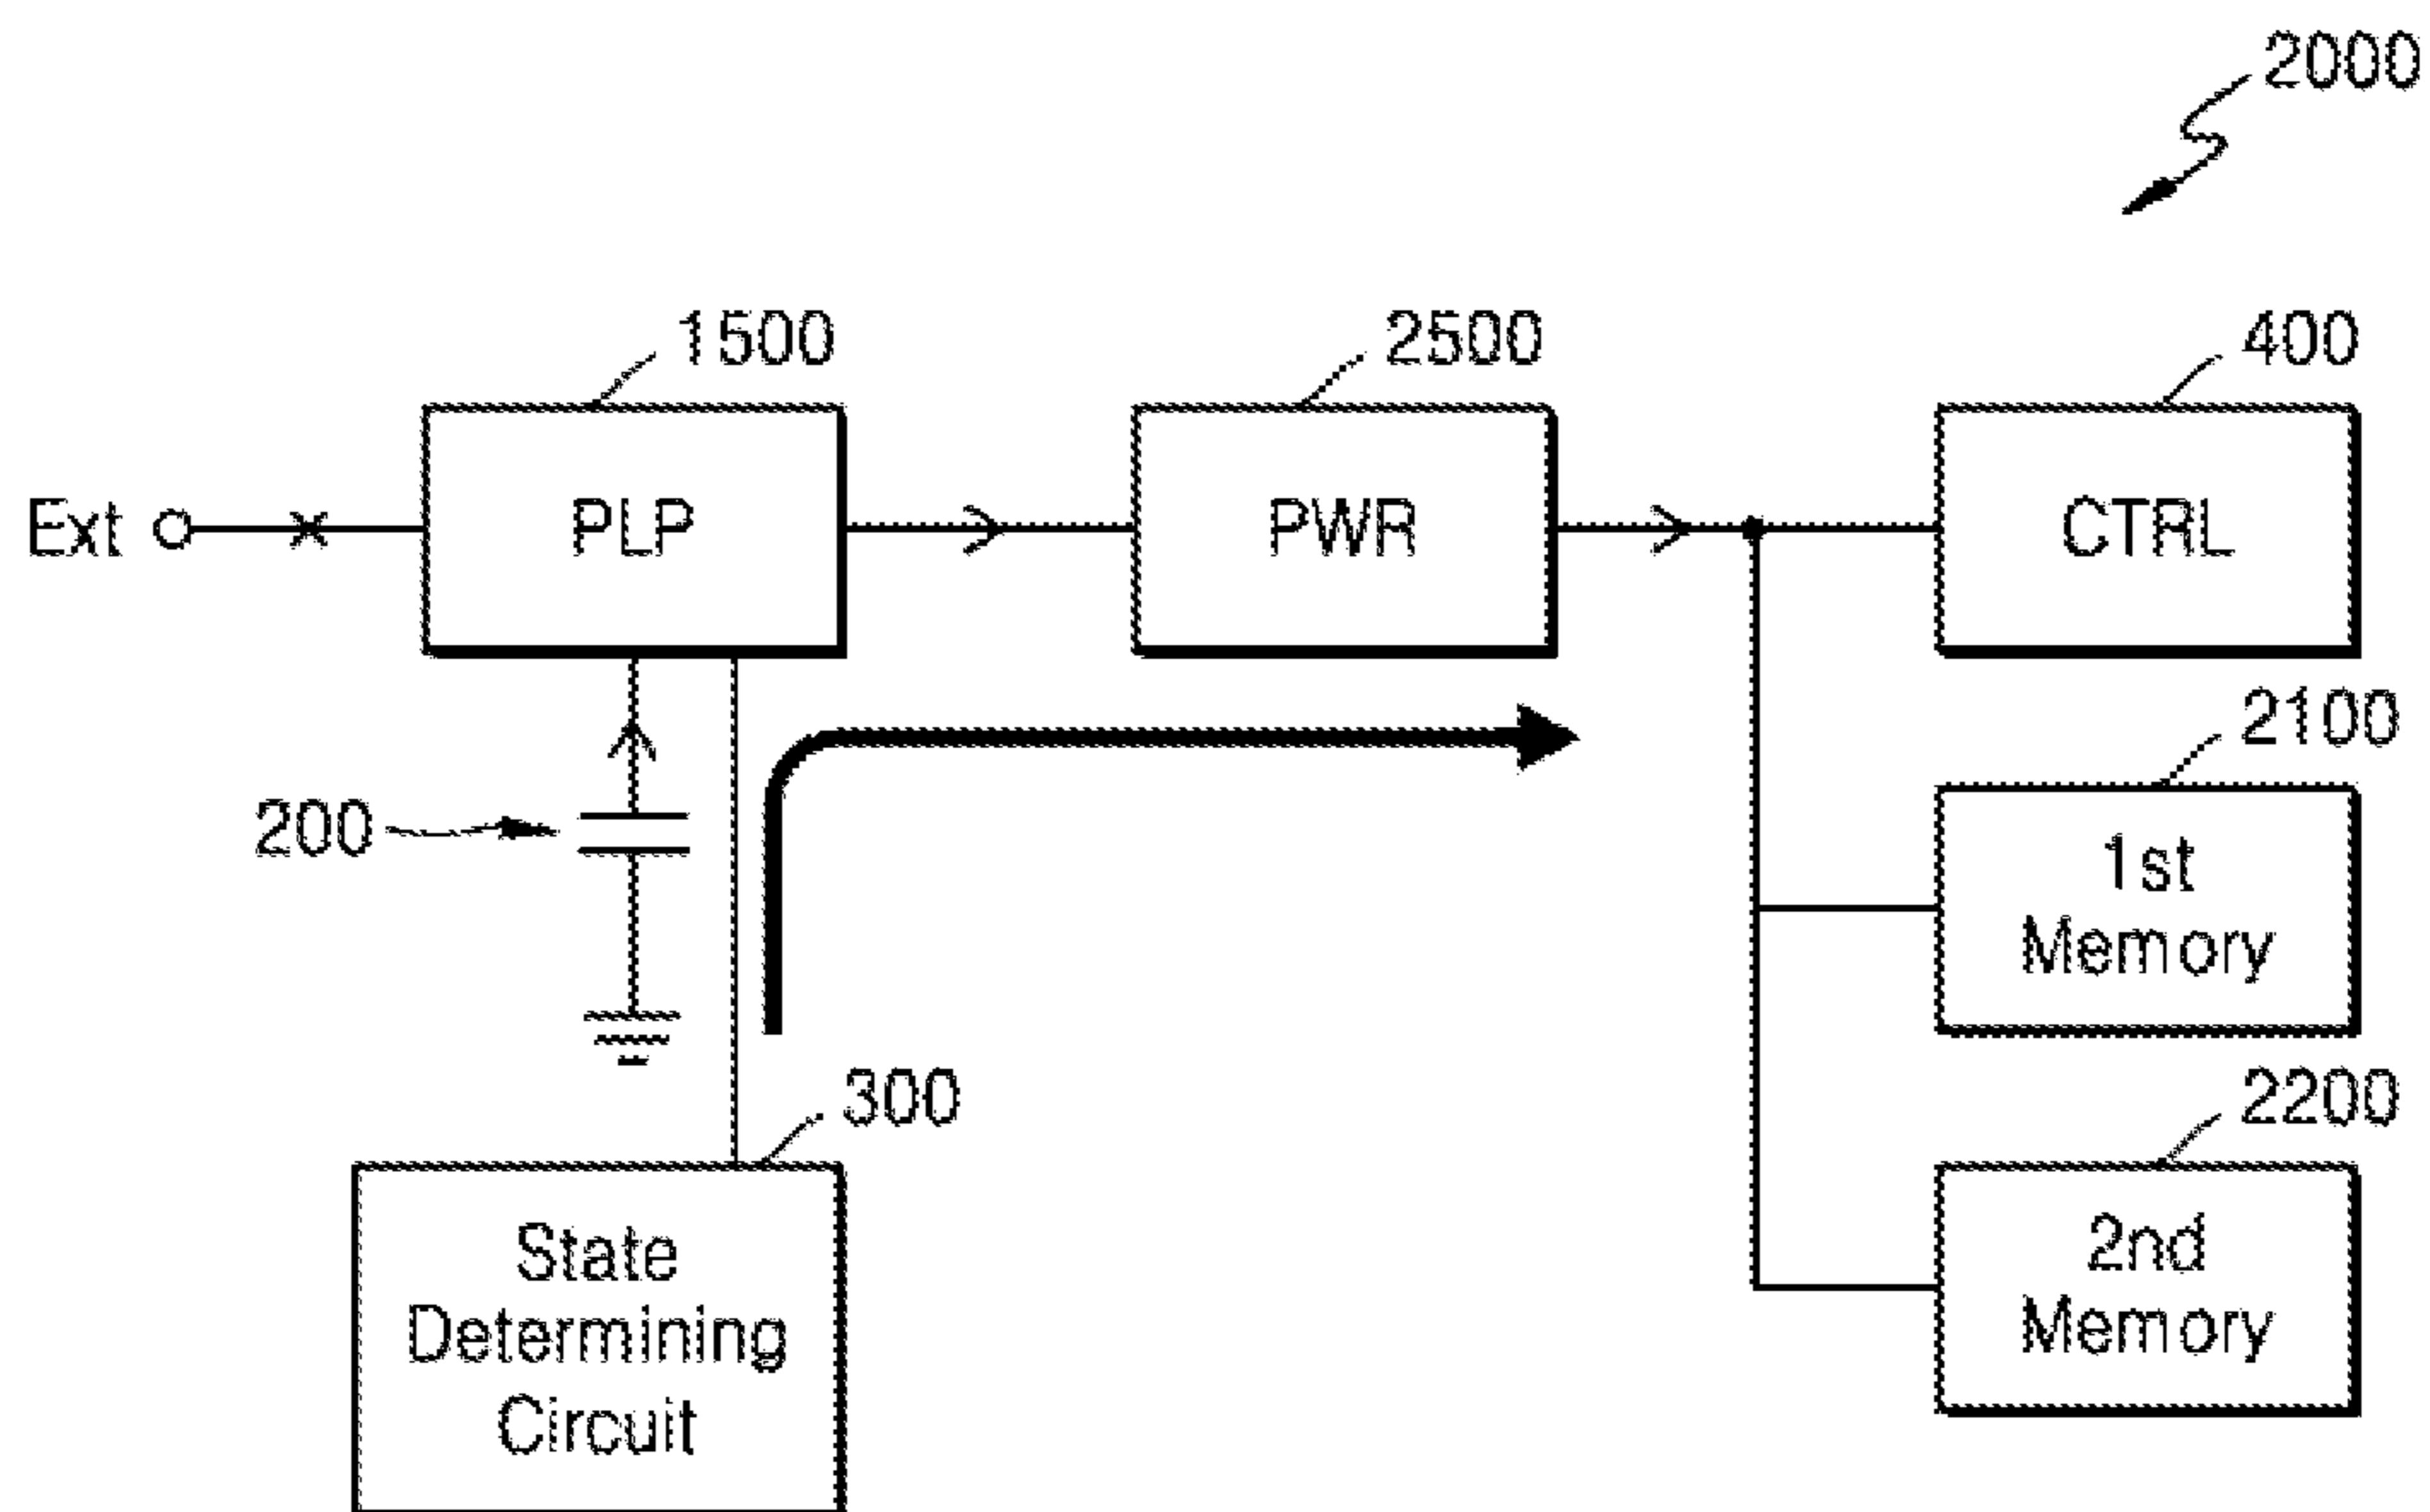 2000
1500
2500
400
Ext
PLP
PWR
CTRL
2100
200
1st
Memory
300
2200
State
Determining
Circuit
2nd
Memory